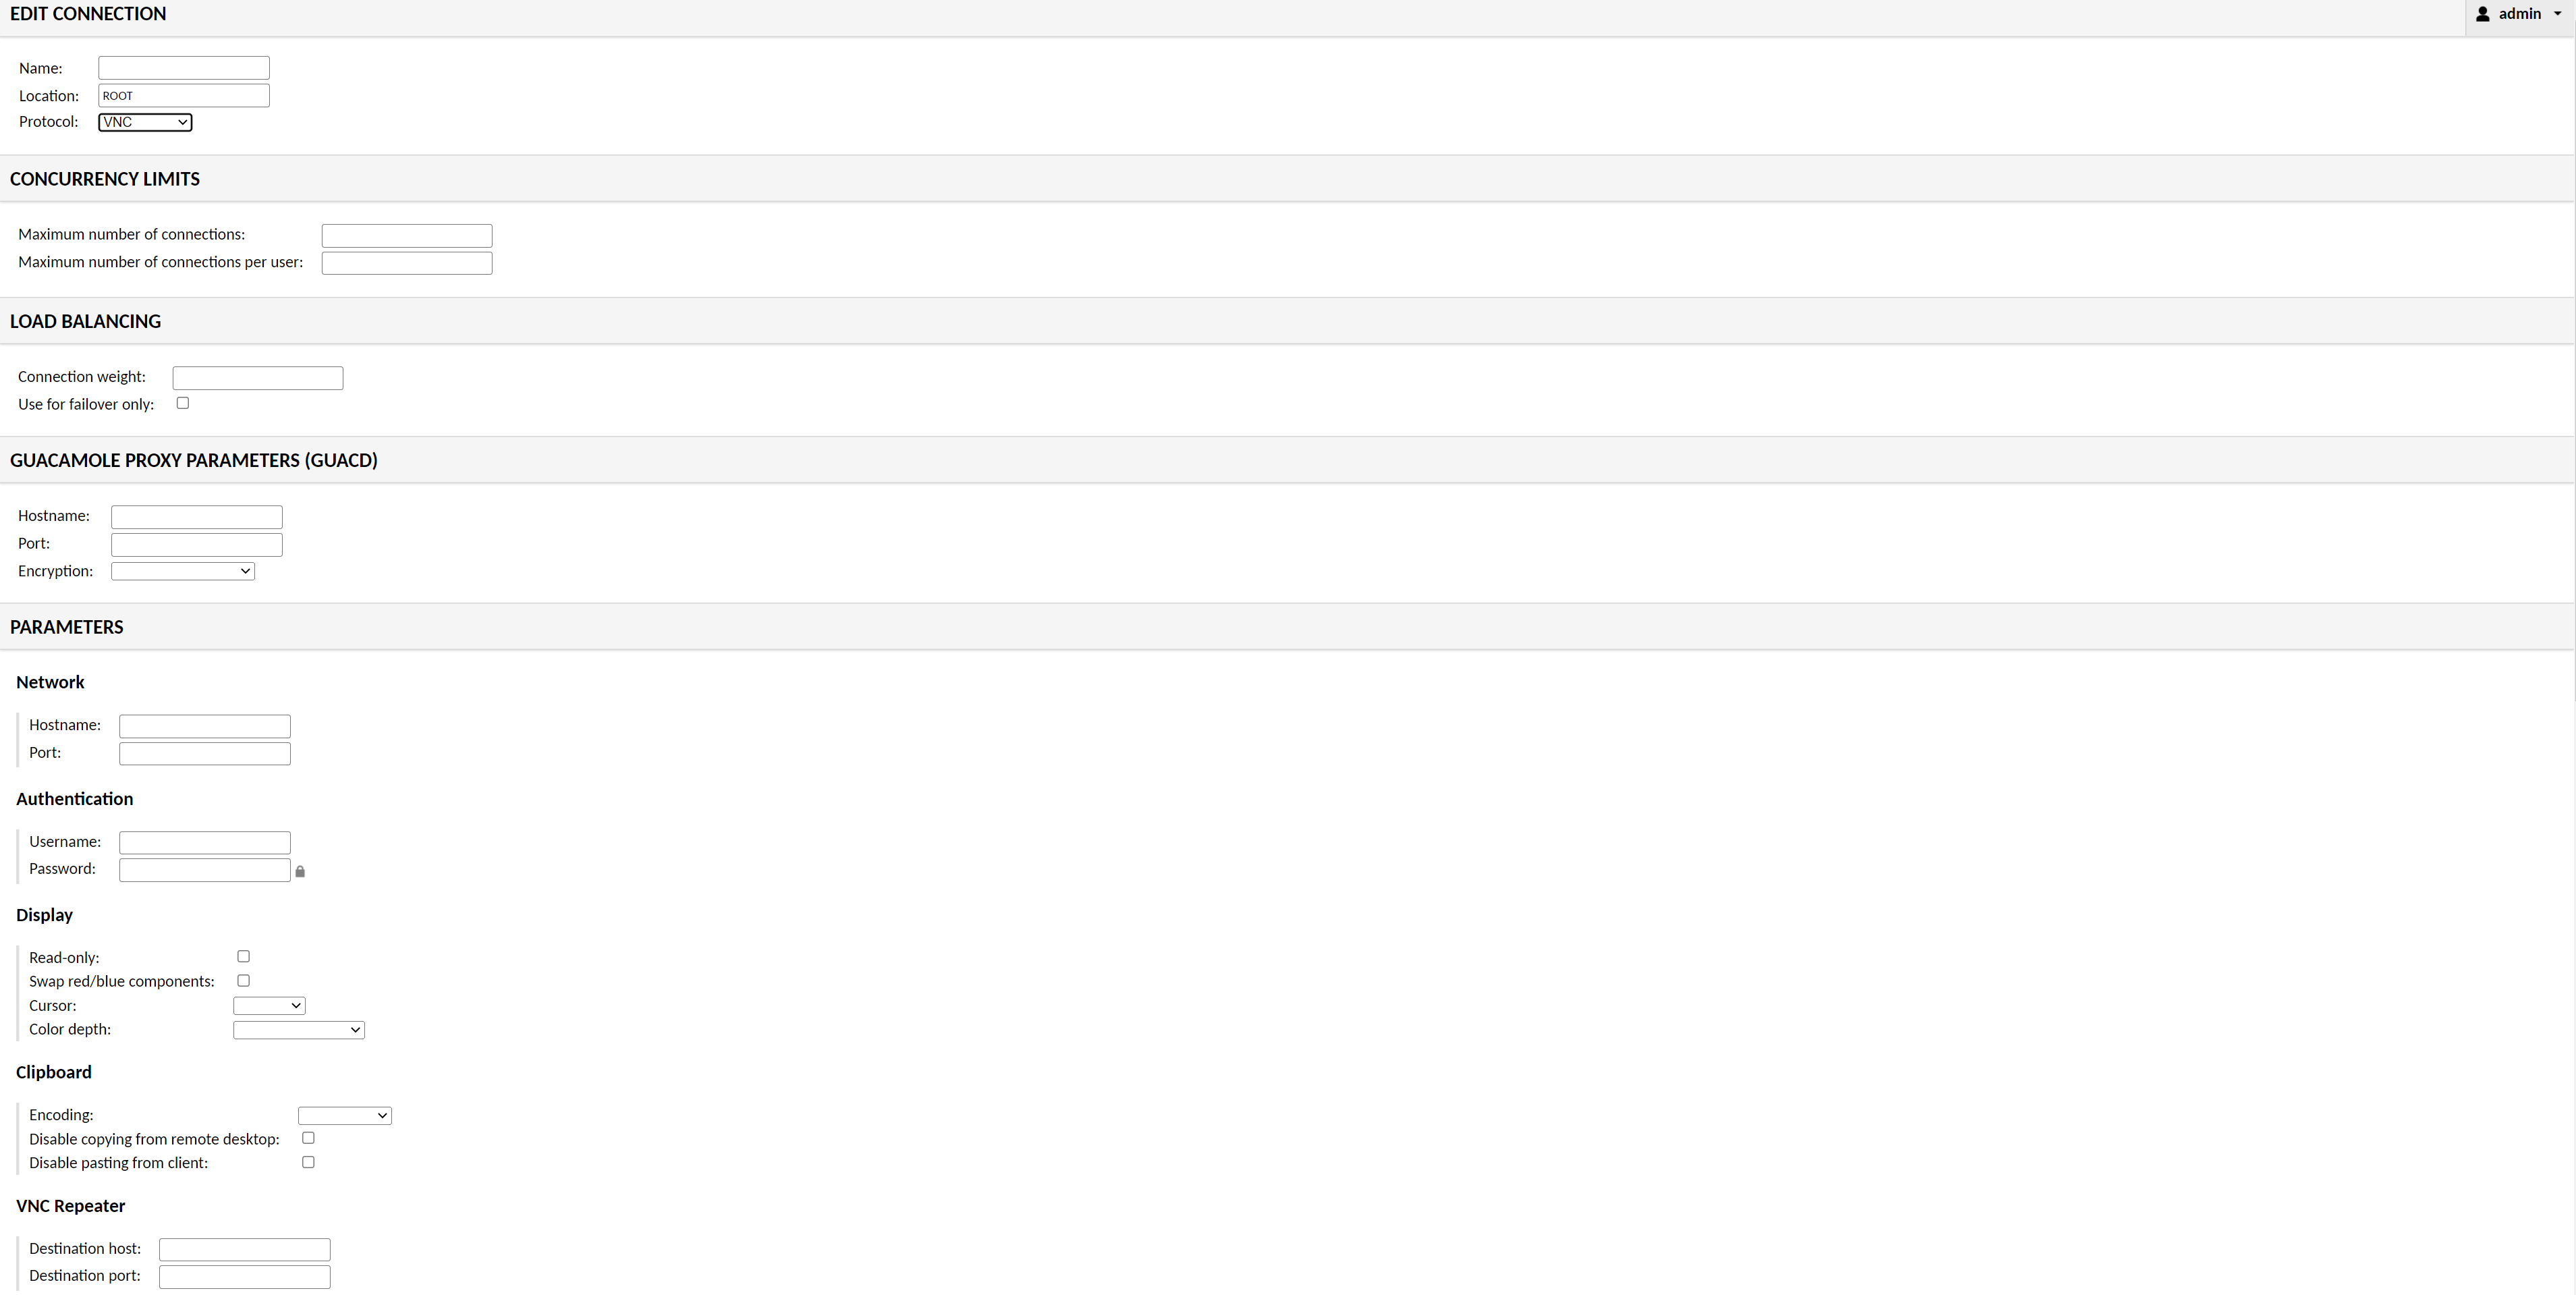 EDIT CONNECTION
admin
Name:
Location: ROOT
Protocol: VNC
CONCURRENCY LIMITS
Maximum number of connections:
Maximum number of connections per user:
LOAD BALANCING
Connection weight:
Use for failover only:
GUACAMOLE PROXY PARAMETERS (GUACD)
Hostname:
Port:
Encryption:
PARAMETERS
Network
Hostname:
Port:
Authentication
Username:
Password:
Display
Read-only:
Swap red/blue components:
Cursor:
Color depth:
Clipboard
Encoding:
Disable copying from remote desktop:
Disable pasting from client:
VNC Repeater
Destination host:
Destination port: